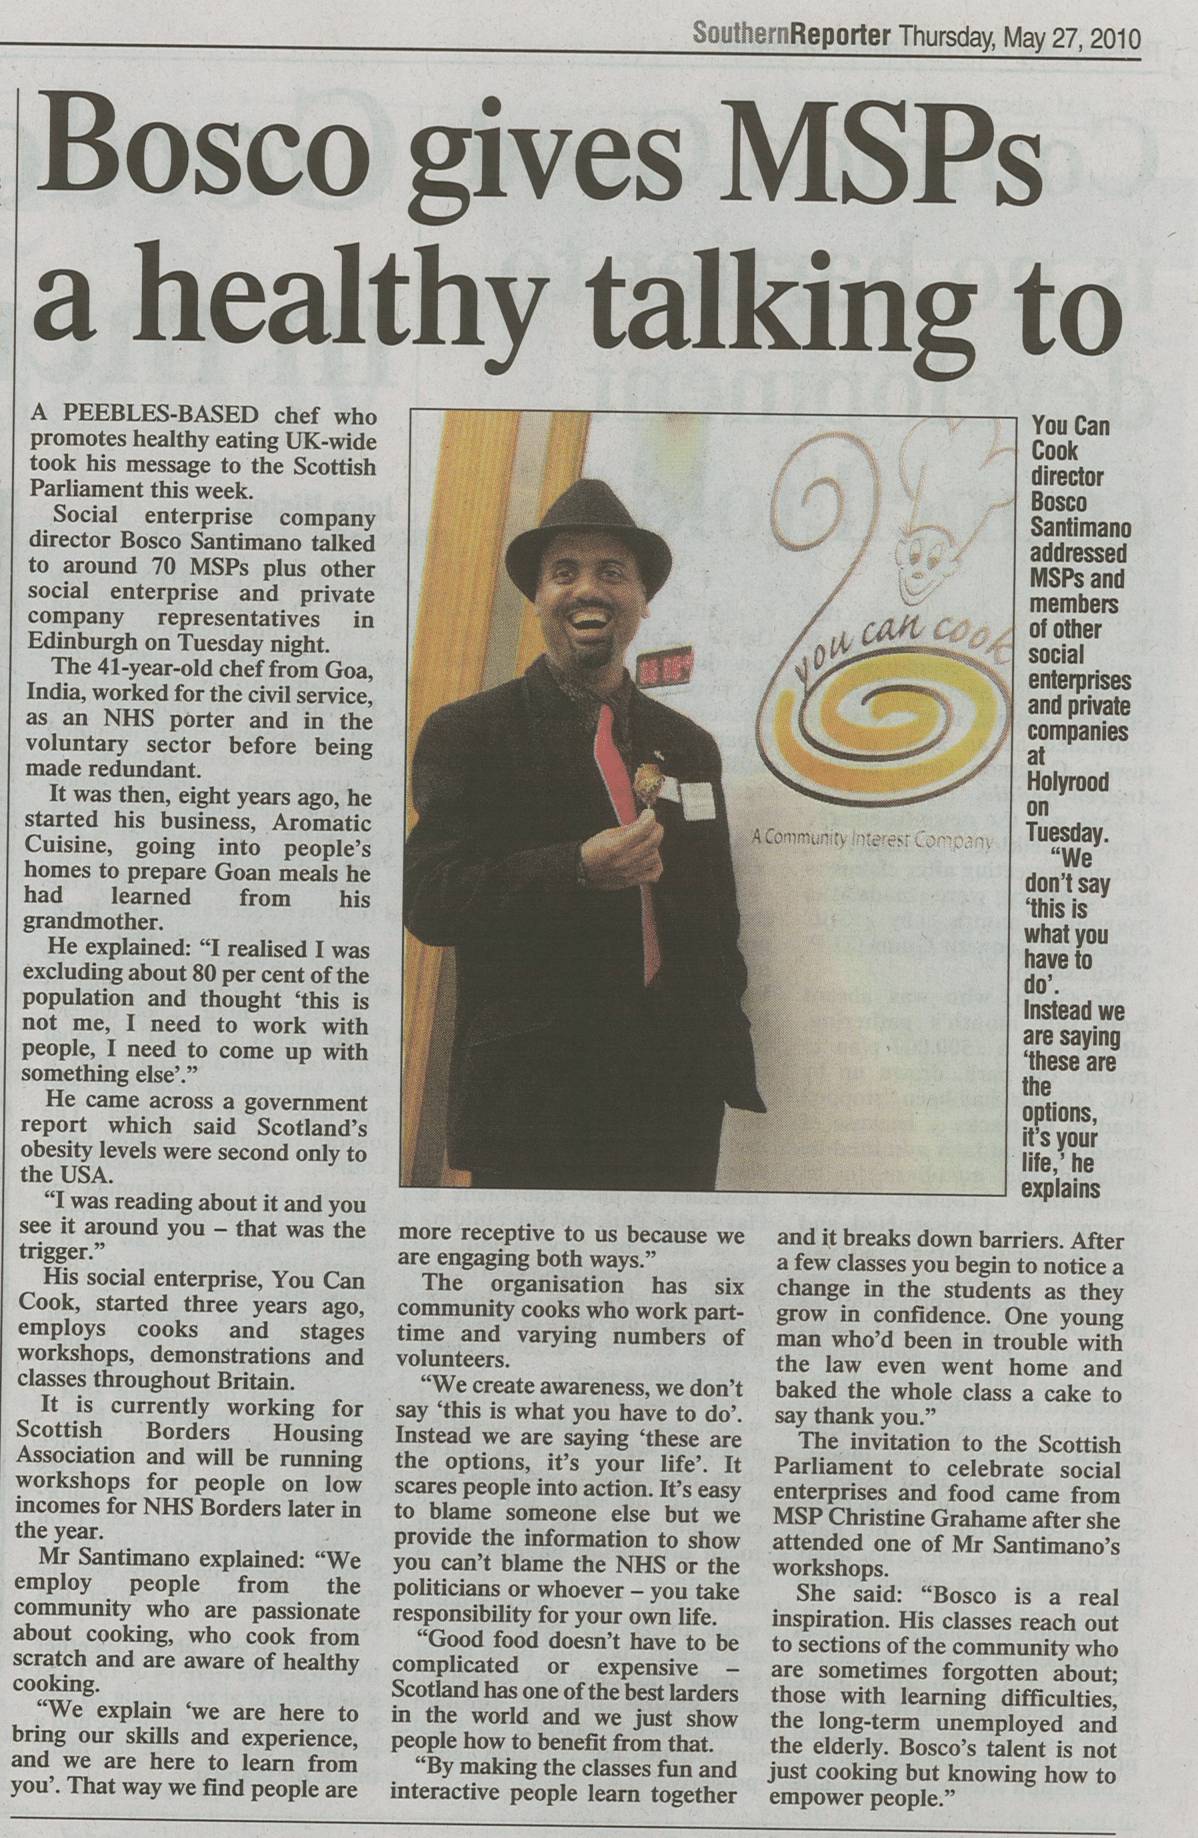 SouthernReporter Thursday, May 27, 2010
Bosco gives MSPs
a healthy talking to
A PEEBLES-BASED chef who
promotes healthy eating UK-wide
took his message to the Scottish
Parliament this week.
Social enterprise company
director Bosco Santimano talked
to around 70 MSPs plus other
social enterprise and private
company representatives in
Edinburgh on Tuesday night.
The 41-year-old chef from Goa,
India, worked for the civil service,
as an NHS porter and in the
voluntary sector before being
made redundant.
It was then, eight years ago, he
started his business, Aromatic
Cuisine, going into people's
homes to prepare Goan meals he
had learned from his
grandmother.
He explained: “I realised I was
excluding about 80 per cent of the
population and thought ‘this is
not me, I need to work with
people, I need to come up with
something else’.”
He came across a government
report which said Scotland's
obesity levels were second only to
the USA.
“I was reading about it and you
see it around you – that was the
trigger.”
His social enterprise, You Can
Cook, started three years ago,
employs cooks and stages
workshops, demonstrations and
classes throughout Britain.
It is currently working for
Scottish Borders Housing
Association and will be running
workshops for people on low
incomes for NHS Borders later in
the year.
Mr Santimano explained: “We
employ people from the
community who are passionate
about cooking, who cook from
scratch and are aware of healthy
cooking.
“We explain ‘we are here to
bring our skills and experience,
and we are here to learn from
you’. That way we find people are
you can cook
A Community Interest Company
You Can
Cook
director
Bosco
Santimano
addressed
MSPs and
members
of other
social
enterprises
and private
companies
at
Holyrood
on
Tuesday.
“We
don't say
‘this is
what you
have to
do’.
Instead we
are saying
‘these are
the
options,
it's your
life,’ he
explains
more receptive to us because we
are engaging both ways.”
The organisation has six
community cooks who work part-
time and varying numbers of
volunteers.
“We create awareness, we don't
say ‘this is what you have to do’.
Instead we are saying ‘these are
the options, it's your life’. It
scares people into action. It's easy
to blame someone else but we
provide the information to show
you can't blame the NHS or the
politicians or whoever – you take
responsibility for your own life.
“Good food doesn't have to be
complicated or expensive –
Scotland has one of the best larders
in the world and we just show
people how to benefit from that.
“By making the classes fun and
interactive people learn together
and it breaks down barriers. After
a few classes you begin to notice a
change in the students as they
grow in confidence. One young
man who'd been in trouble with
the law even went home and
baked the whole class a cake to
say thank you.”
The invitation to the Scottish
Parliament to celebrate social
enterprises and food came from
MSP Christine Grahame after she
attended one of Mr Santimano's
workshops.
She said: “Bosco is a real
inspiration. His classes reach out
to sections of the community who
are sometimes forgotten about;
those with learning difficulties,
the long-term unemployed and
the elderly. Bosco's talent is not
just cooking but knowing how to
empower people.”